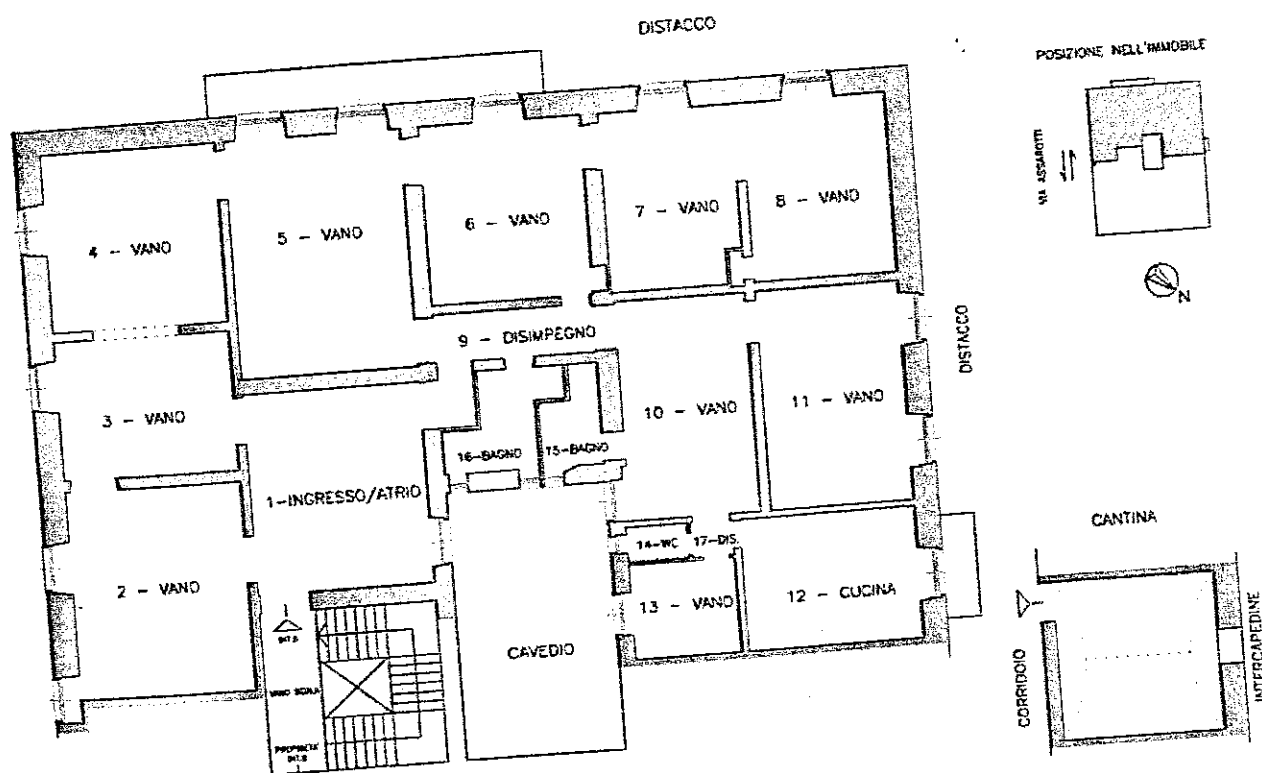 DISTACCO
POSIZIONE NELL'IMMOBILE
VIA ASSAROTTI
N
4 - VANO
5 - VANO
6 - VANO
7 - VANO
8 - VANO
9 - DISIMPEGNO
DISTACCO
3 - VANO
10 - VANO
11 - VANO
16-BAGNO
15-BAGNO
1-INGRESSO/ATRIO
14-WC
17-DIS.
2 - VANO
13 - VANO
12 - CUCINA
CAVEDIO
VANO SCALA
PROPRIETA'
CANTINA
CORRIDOIO
INTERCAPEDINE